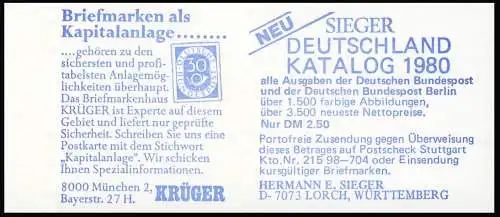 Briefmarken als
Kapitalanlage........
....gehören zu den
sichersten und profi-
tabelsten Anlagemög-
lichkeiten überhaupt.
Das Briefmarkenhaus
KRÜGER ist Experte auf diesem
Gebiet und liefert nur geprüfte
Sicherheit. Schreiben Sie uns eine
Postkarte mit dem Stichwort
„Kapitalanlage“. Wir schicken
Ihnen Spezialinformationen.
8000 München 2,
Bayerstr. 27 H.
KRÜGER
30
NEU
SIEGER
DEUTSCHLAND
KATALOG 1980
alle Ausgaben der Deutschen Bundespost
und der Deutschen Bundespost Berlin
über 1.500 farbige Abbildungen,
über 3.500 neueste Nettopreise.
Nur DM 2.50
Portofreie Zusendung gegen Überweisung
dieses Betrages auf Postscheck Stuttgart
Kto. Nr. 215 98-704 oder Einsendung
kursgültiger Briefmarken.
HERMANN E. SIEGER
D-7073 LORCH, WÜRTTEMBERG